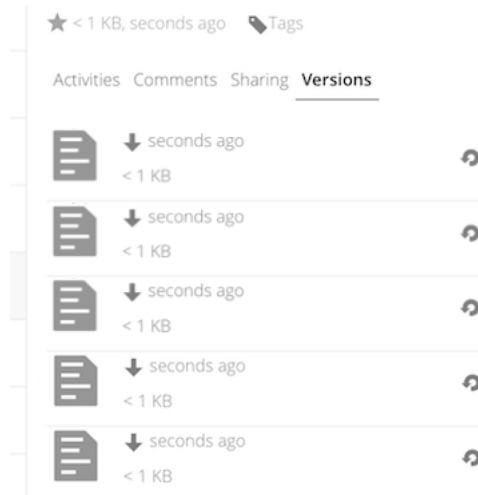 < 1 KB, seconds ago Tags
Activities Comments Sharing Versions
seconds ago
< 1 KB
seconds ago
< 1 KB
seconds ago
< 1 KB
seconds ago
< 1 KB
seconds ago
< 1 KB